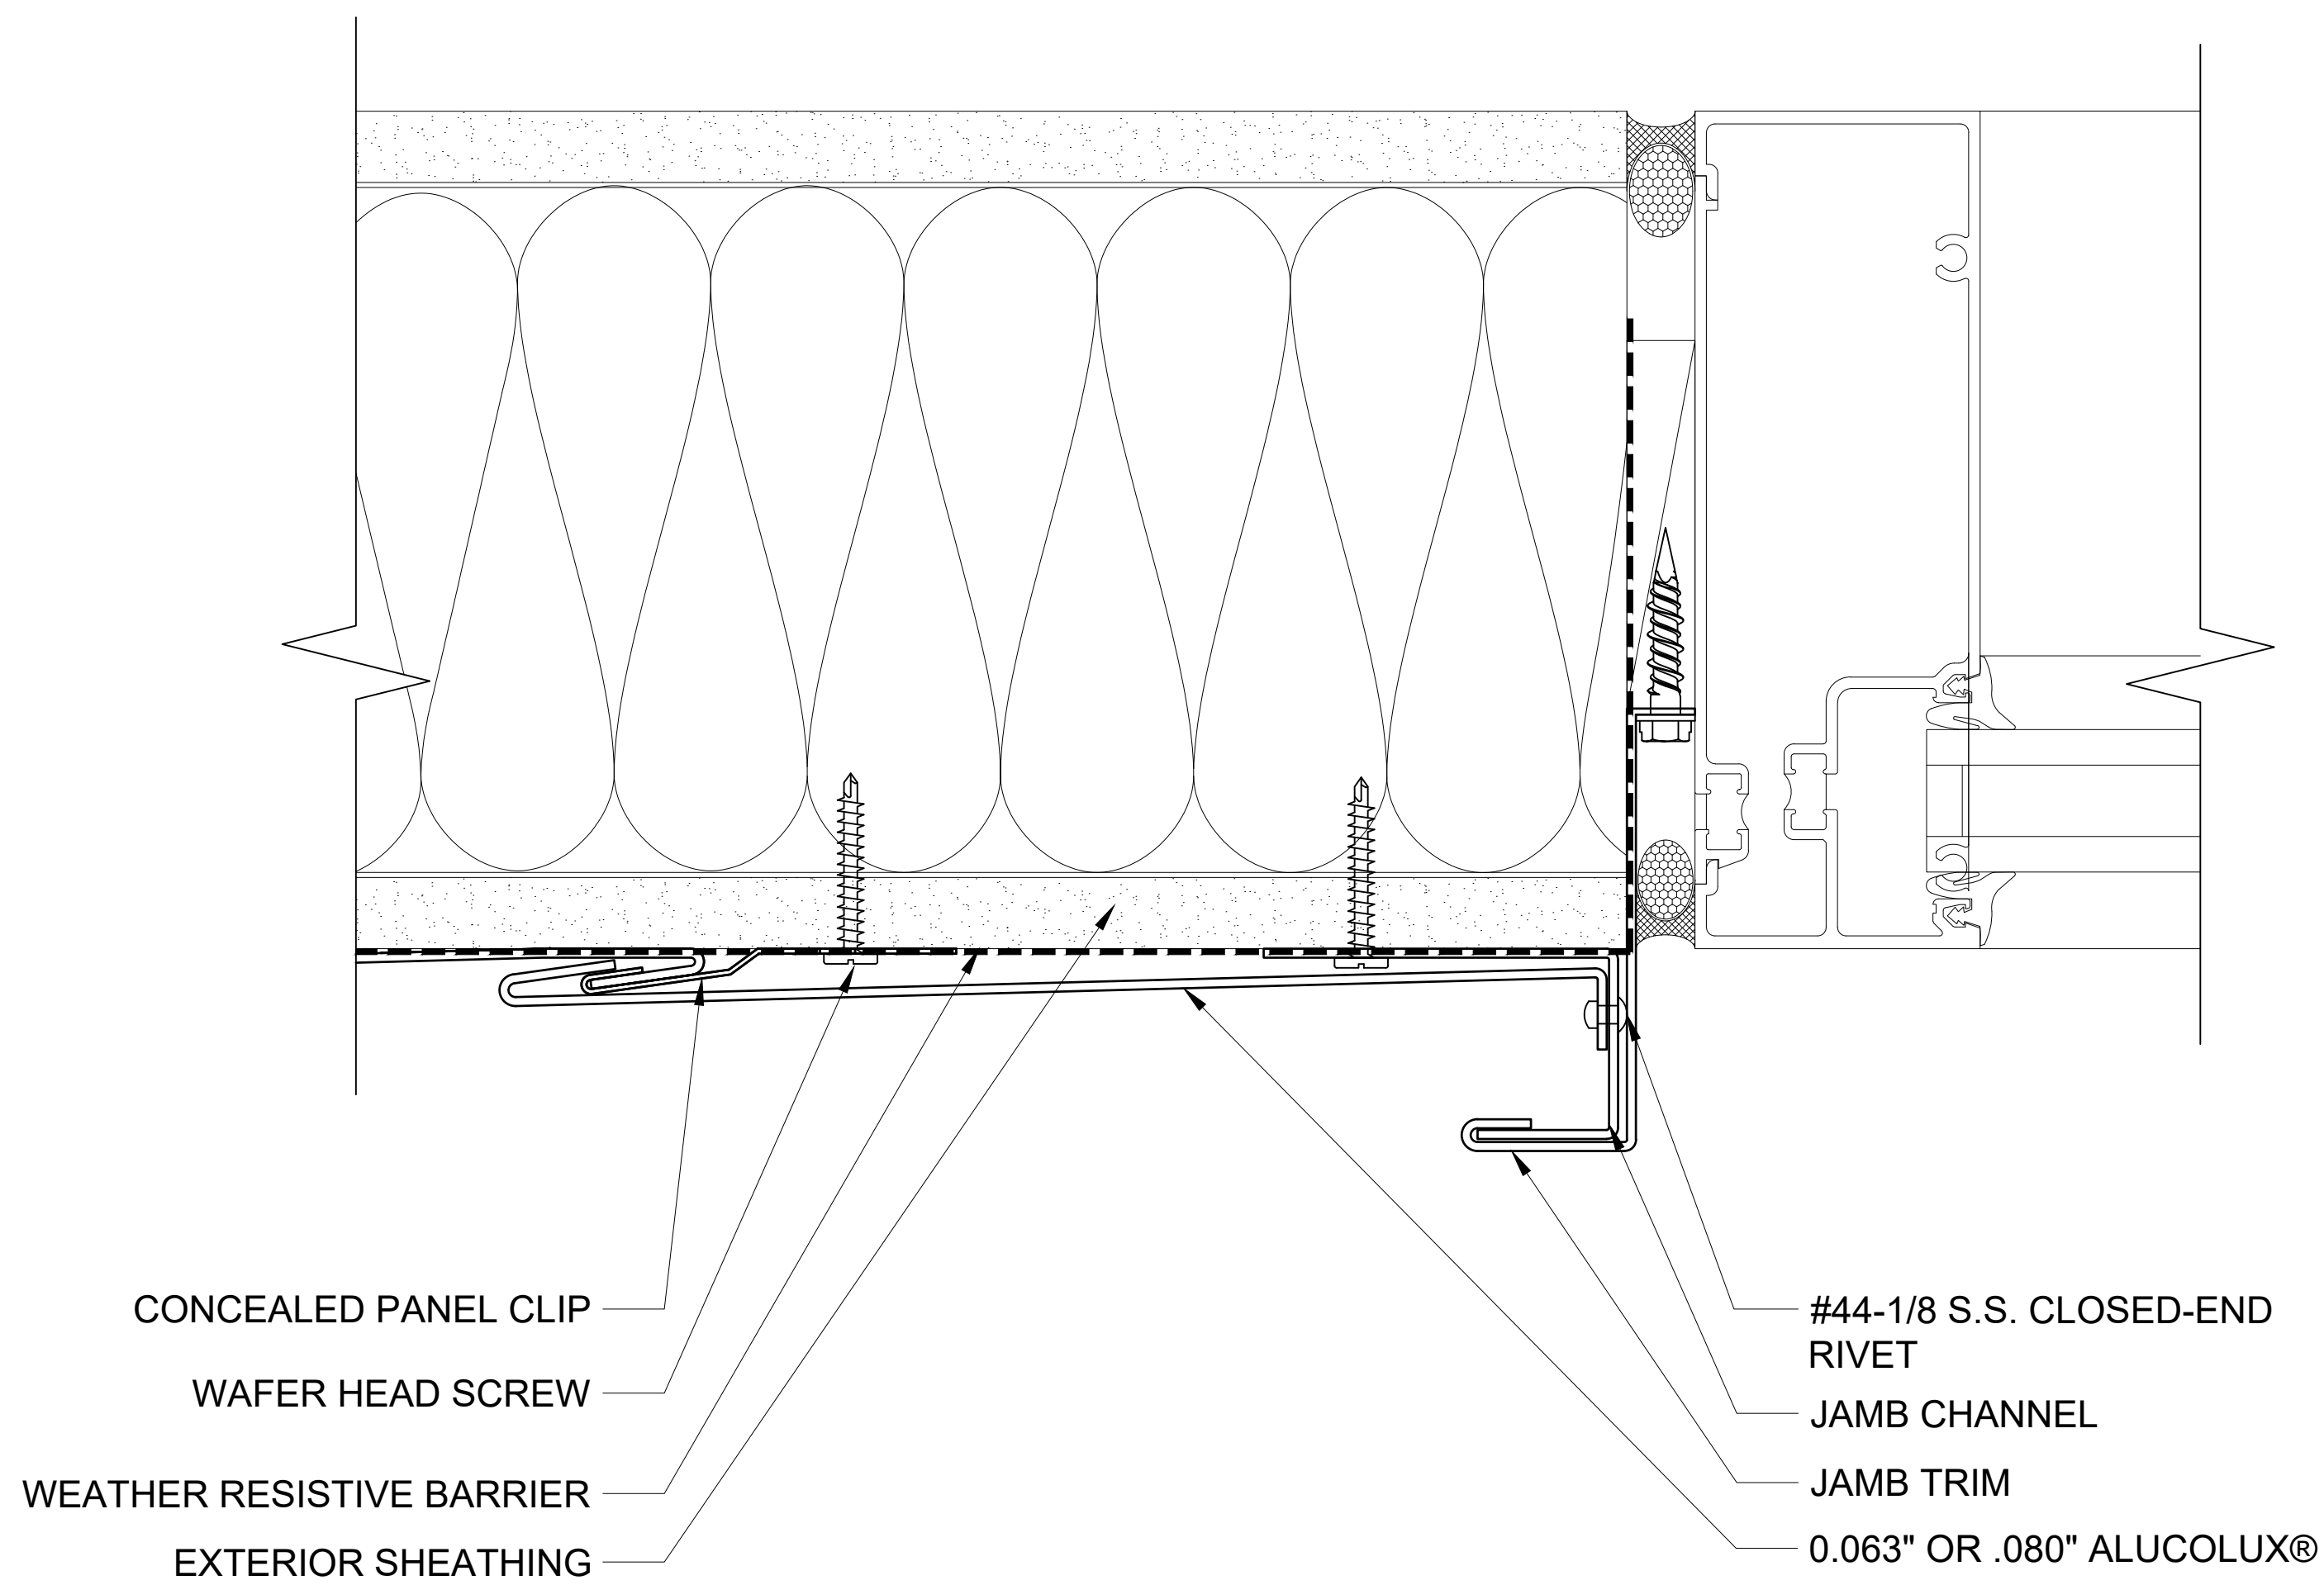 CONCEALED PANEL CLIP
WAFER HEAD SCREW
WEATHER RESISTIVE BARRIER
EXTERIOR SHEATHING
#44-1/8 S.S. CLOSED-END
RIVET
JAMB CHANNEL
JAMB TRIM
0.063" OR .080" ALUCOLUX®